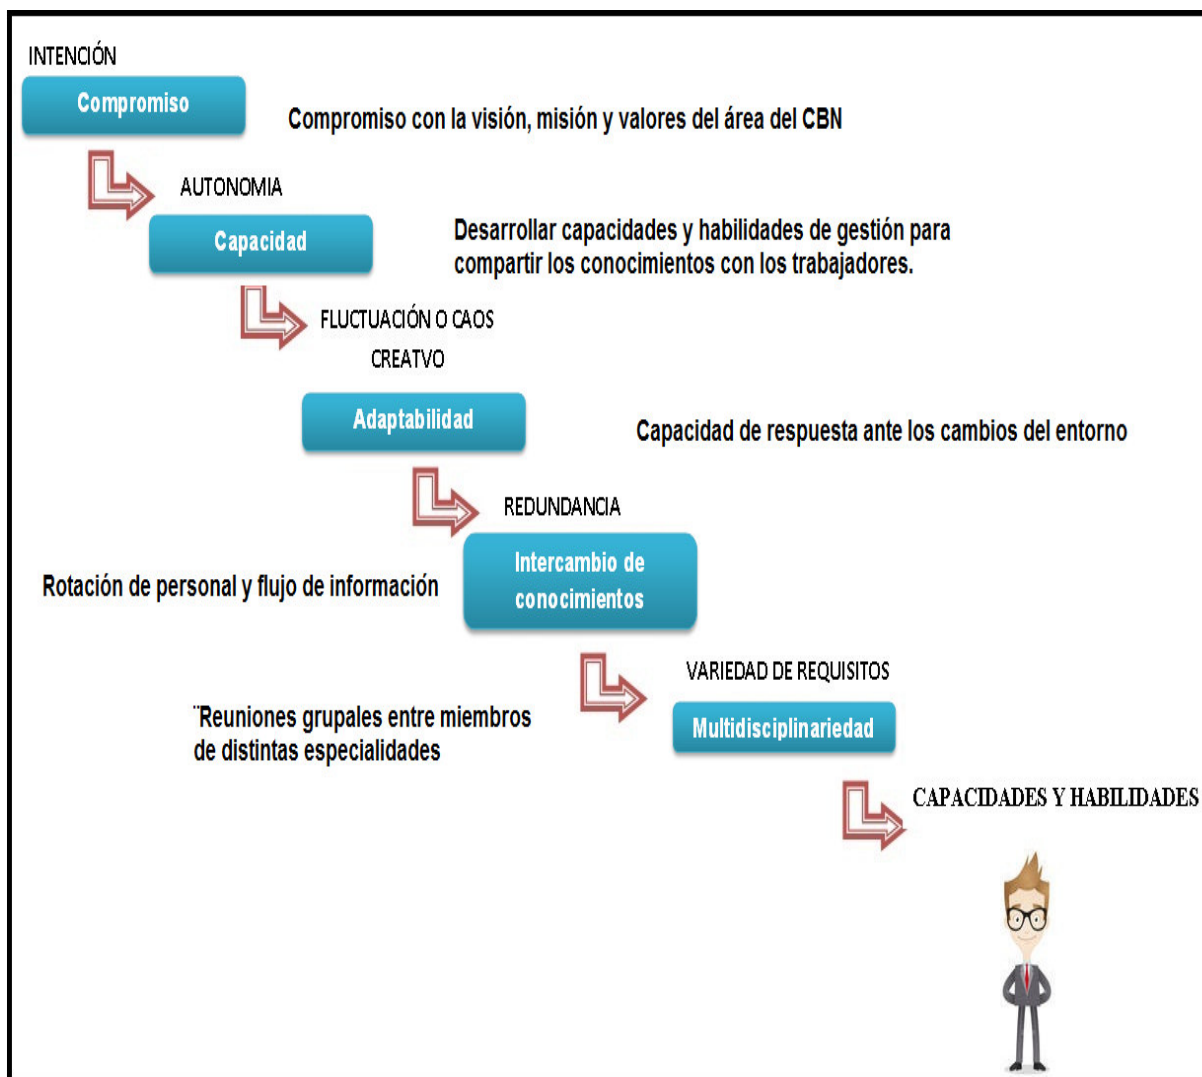 INTENCIÓN
Compromiso
Compromiso con la visión, misión y valores del área del CBN
AUTONOMIA
Capacidad
Desarrollar capacidades y habilidades de gestión para
compartir los conocimientos con los trabajadores.
FLUCTUACIÓN O CAOS
CREATVO
Adaptabilidad
Capacidad de respuesta ante los cambios del entorno
REDUNDANCIA
Intercambio de
conocimientos
Rotación de personal y flujo de información
VARIEDAD DE REQUISITOS
Multidisciplinariedad
¨Reuniones grupales entre miembros
de distintas especialidades
CAPACIDADES Y HABILIDADES